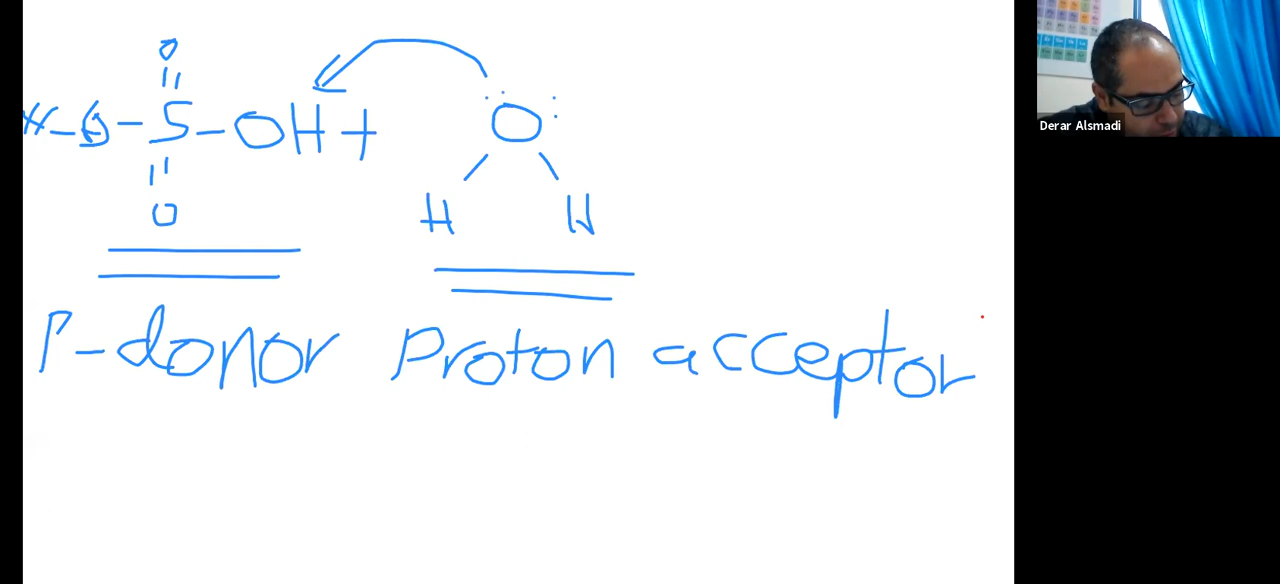 O
H-O-S-OH + O
O
H H
P-donor Proton acceptor
Derar Alsmadi